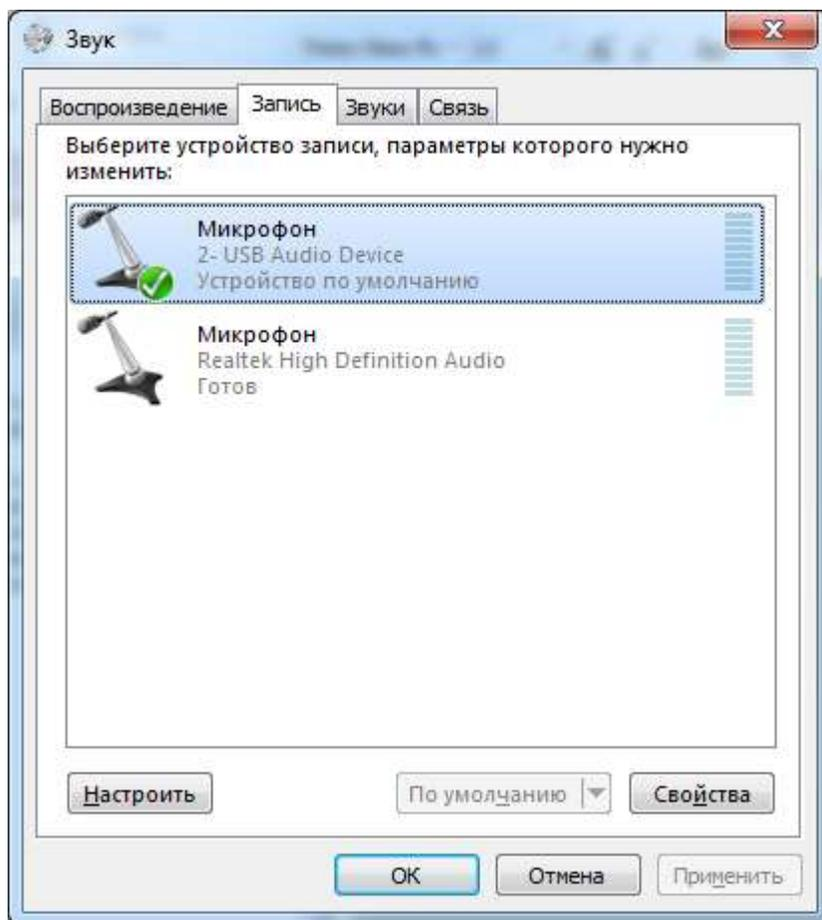 Звук
Воспроизведение Запись Звуки Связь
Выберите устройство записи, параметры которого нужно
изменить:
Микрофон
2- USB Audio Device
Устройство по умолчанию
Микрофон
Realtek High Definition Audio
Готов
Настроить По умолчанию Свойства
ОК Отмена Применить